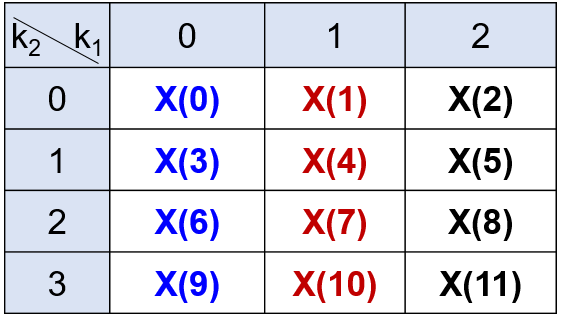 k2 k1 0 1 2
0 X(0) X(1) X(2)
1 X(3) X(4) X(5)
2 X(6) X(7) X(8)
3 X(9) X(10) X(11)